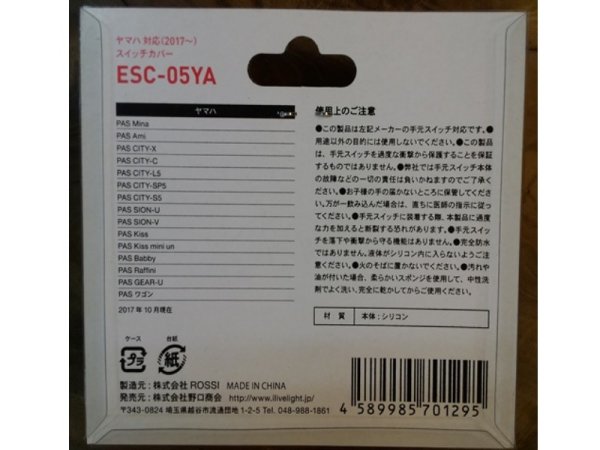 ヤマハ 対応(2017〜)
スイッチカバー
ESC-05YA
ヤマハ
PAS Mina
PAS Ami
PAS CITY-X
PAS CITY-C
PAS CITY-L5
PAS CITY-SP5
PAS CITY-S5
PAS SION-U
PAS SION-V
PAS Kiss
PAS Kiss mini un
PAS Babby
PAS Raffini
PAS GEAR-U
PAS ワゴン
2017年10月現在
使用上のご注意
●この製品は左記メーカーの手元スイッチ対応です。●
用途以外の目的には使用しないでください。●この製品
は、手元スイッチを過度な衝撃から保護することを保証
するものではありません。●弊社では手元スイッチ本体
の故障などの一切の責任は負いかねますのでご了承く
ださい。●お子様の手の届かないところに保管してくださ
い。万が一飲み込んだ場合は、直ちに医師の指示に従っ
てください。●手元スイッチに装着する際、本製品に過度
な力を加えると断裂する恐れがあります。●手元スイッ
チを落下や衝撃から守る機能はありません。●完全防水
ではありません。液体がシリコン内に入らないようご注
意ください。●火のそばに置かないでください。●汚れや
油が付いた場合、柔らかいスポンジを使用して、中性洗
剤でよく洗い、完全に乾かしてからご使用ください。
材質 本体:シリコン
ケース 台紙
プラ 紙
製造元:株式会社 ROSSI MADE IN CHINA
発売元:株式会社野口商会 http://www.ilivelight.jp/
〒343-0824 埼玉県越谷市流通団地 1-2-5 Tel. 048-988-1861
4 589985 701295